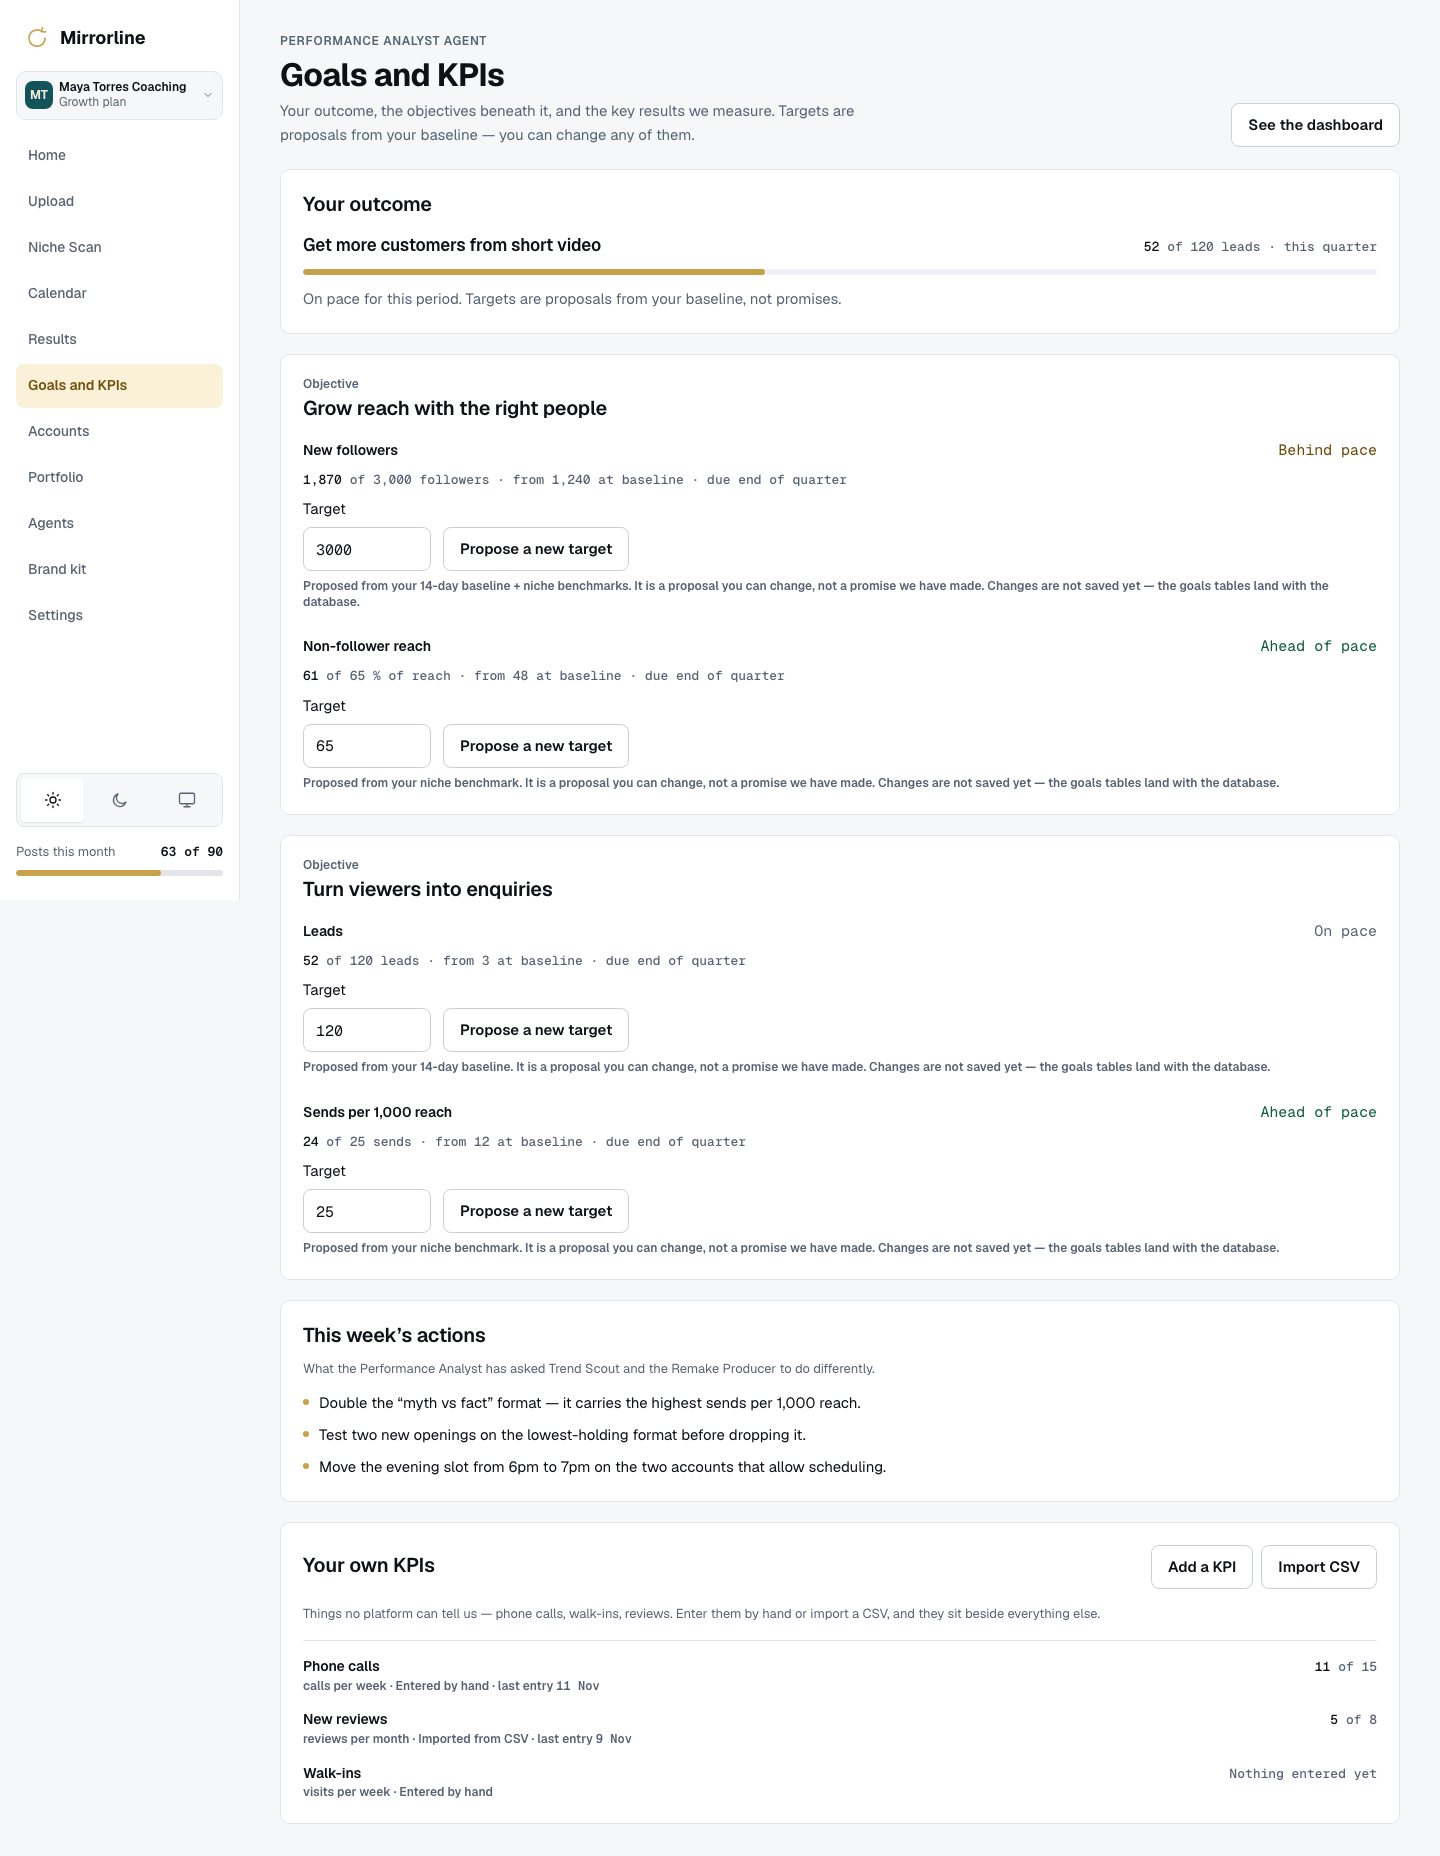 Mirrorline
MT
Maya Torres Coaching
Growth plan
Home
Upload
Niche Scan
Calendar
Results
Goals and KPIs
Accounts
Portfolio
Agents
Brand kit
Settings
Posts this month
63 of 90
PERFORMANCE ANALYST AGENT
Goals and KPIs
Your outcome, the objectives beneath it, and the key results we measure. Targets are
proposals from your baseline — you can change any of them.
See the dashboard
Your outcome
Get more customers from short video
52 of 120 leads · this quarter
On pace for this period. Targets are proposals from your baseline, not promises.
Objective
Grow reach with the right people
New followers
Behind pace
1,870 of 3,000 followers · from 1,240 at baseline · due end of quarter
Target
3000
Propose a new target
Proposed from your 14-day baseline + niche benchmarks. It is a proposal you can change, not a promise we have made. Changes are not saved yet — the goals tables land with the
database.
Non-follower reach
Ahead of pace
61 of 65 % of reach · from 48 at baseline · due end of quarter
Target
65
Propose a new target
Proposed from your niche benchmark. It is a proposal you can change, not a promise we have made. Changes are not saved yet — the goals tables land with the database.
Objective
Turn viewers into enquiries
Leads
On pace
52 of 120 leads · from 3 at baseline · due end of quarter
Target
120
Propose a new target
Proposed from your 14-day baseline. It is a proposal you can change, not a promise we have made. Changes are not saved yet — the goals tables land with the database.
Sends per 1,000 reach
Ahead of pace
24 of 25 sends · from 12 at baseline · due end of quarter
Target
25
Propose a new target
Proposed from your niche benchmark. It is a proposal you can change, not a promise we have made. Changes are not saved yet — the goals tables land with the database.
This week’s actions
What the Performance Analyst has asked Trend Scout and the Remake Producer to do differently.
Double the “myth vs fact” format — it carries the highest sends per 1,000 reach.
Test two new openings on the lowest-holding format before dropping it.
Move the evening slot from 6pm to 7pm on the two accounts that allow scheduling.
Your own KPIs
Add a KPI
Import CSV
Things no platform can tell us — phone calls, walk-ins, reviews. Enter them by hand or import a CSV, and they sit beside everything else.
Phone calls
11 of 15
calls per week · Entered by hand · last entry 11 Nov
New reviews
5 of 8
reviews per month · Imported from CSV · last entry 9 Nov
Walk-ins
Nothing entered yet
visits per week · Entered by hand